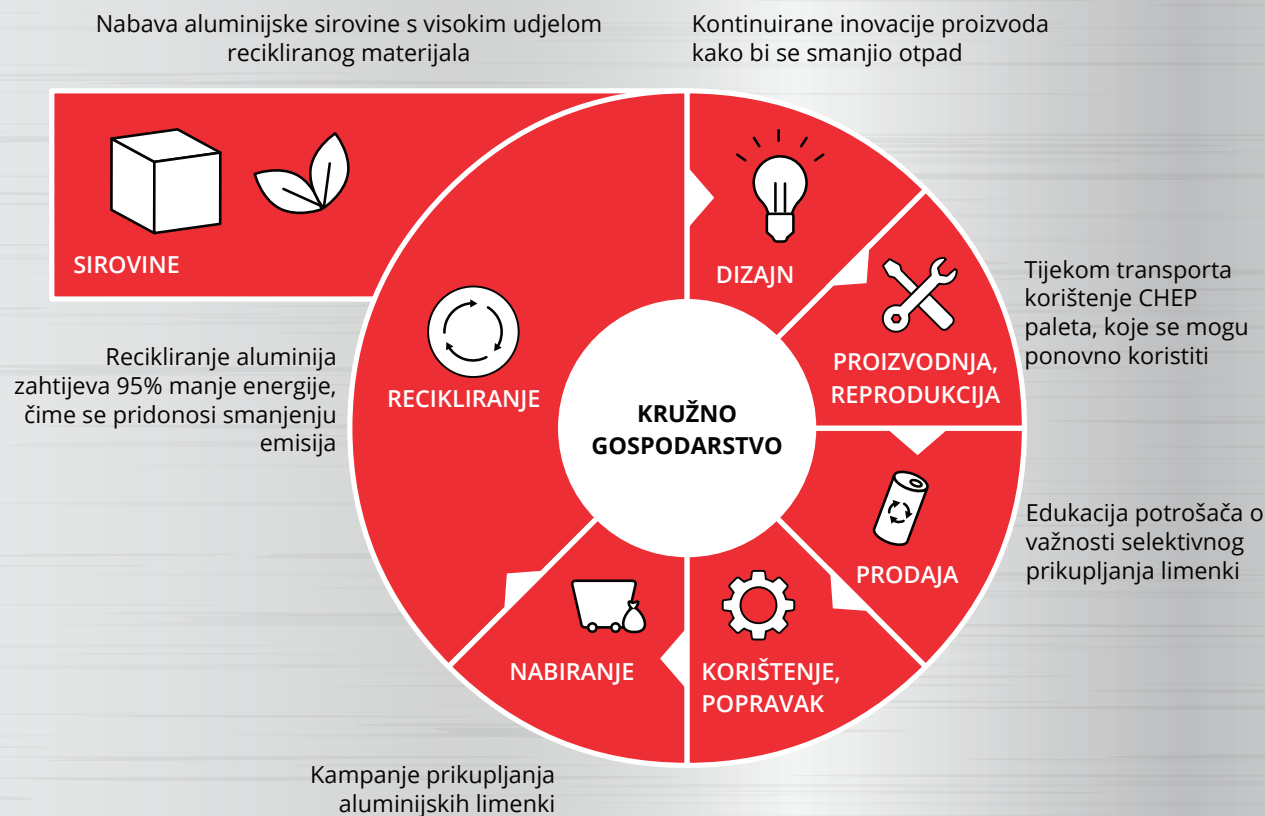 Nabava aluminijske sirovine s visokim udjelom
recikliranog materijala
Kontinuirane inovacije proizvoda
kako bi se smanjio otpad
SIROVINE
DIZAJN
Tijekom transporta
korištenje CHEP
paleta, koje se mogu
ponovno koristiti
PROIZVODNJA,
REPRODUKCIJA
Recikliranje aluminija
zahtijeva 95% manje energije,
čime se pridonosi smanjenju
emisija
RECIKLIRANJE
KRUŽNO
GOSPODARSTVO
Edukacija potrošača o
važnosti selektivnog
prikupljanja limenki
PRODAJA
NABIRANJE
KORIŠTENJE,
POPRAVAK
Kampanje prikupljanja
aluminijskih limenki